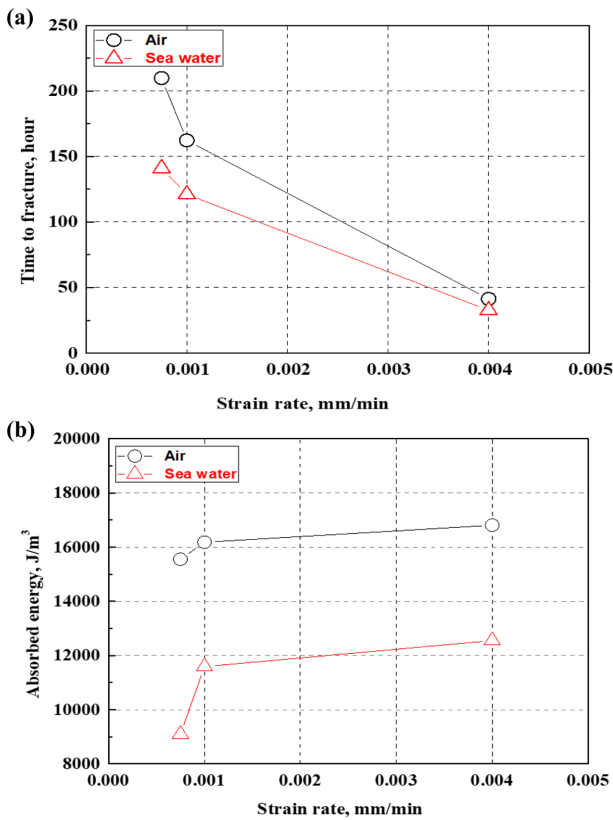 (a)
250
200
150
100
50
0
Time to fracture, hour
Air
Sea water
0.000 0.001 0.002 0.003 0.004 0.005
Strain rate, mm/min
(b)
20000
18000
16000
14000
12000
10000
8000
Absorbed energy, J/m³
Air
Sea water
0.000 0.001 0.002 0.003 0.004 0.005
Strain rate, mm/min